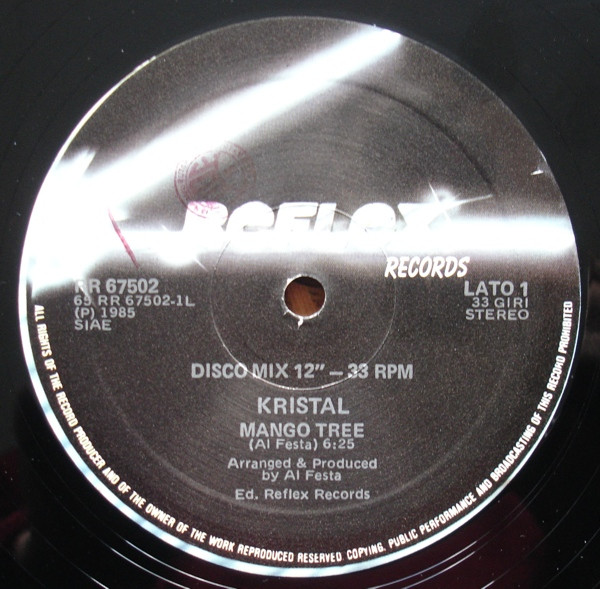 REFLEX
RECORDS
RR 67502
65 RR 67502-1L
(P) 1985
SIAE
LATO 1
33 GIRI
STEREO
DISCO MIX 12" – 33 RPM
KRISTAL
MANGO TREE
(Al Festa) 6:25
Arranged & Produced
by Al Festa
Ed. Reflex Records
ALL RIGHTS OF THE RECORD PRODUCER AND OF THE OWNER OF THE WORK REPRODUCED RESERVED. COPYING, PUBLIC PERFORMANCE AND BROADCASTING OF THIS RECORD PROHIBITED